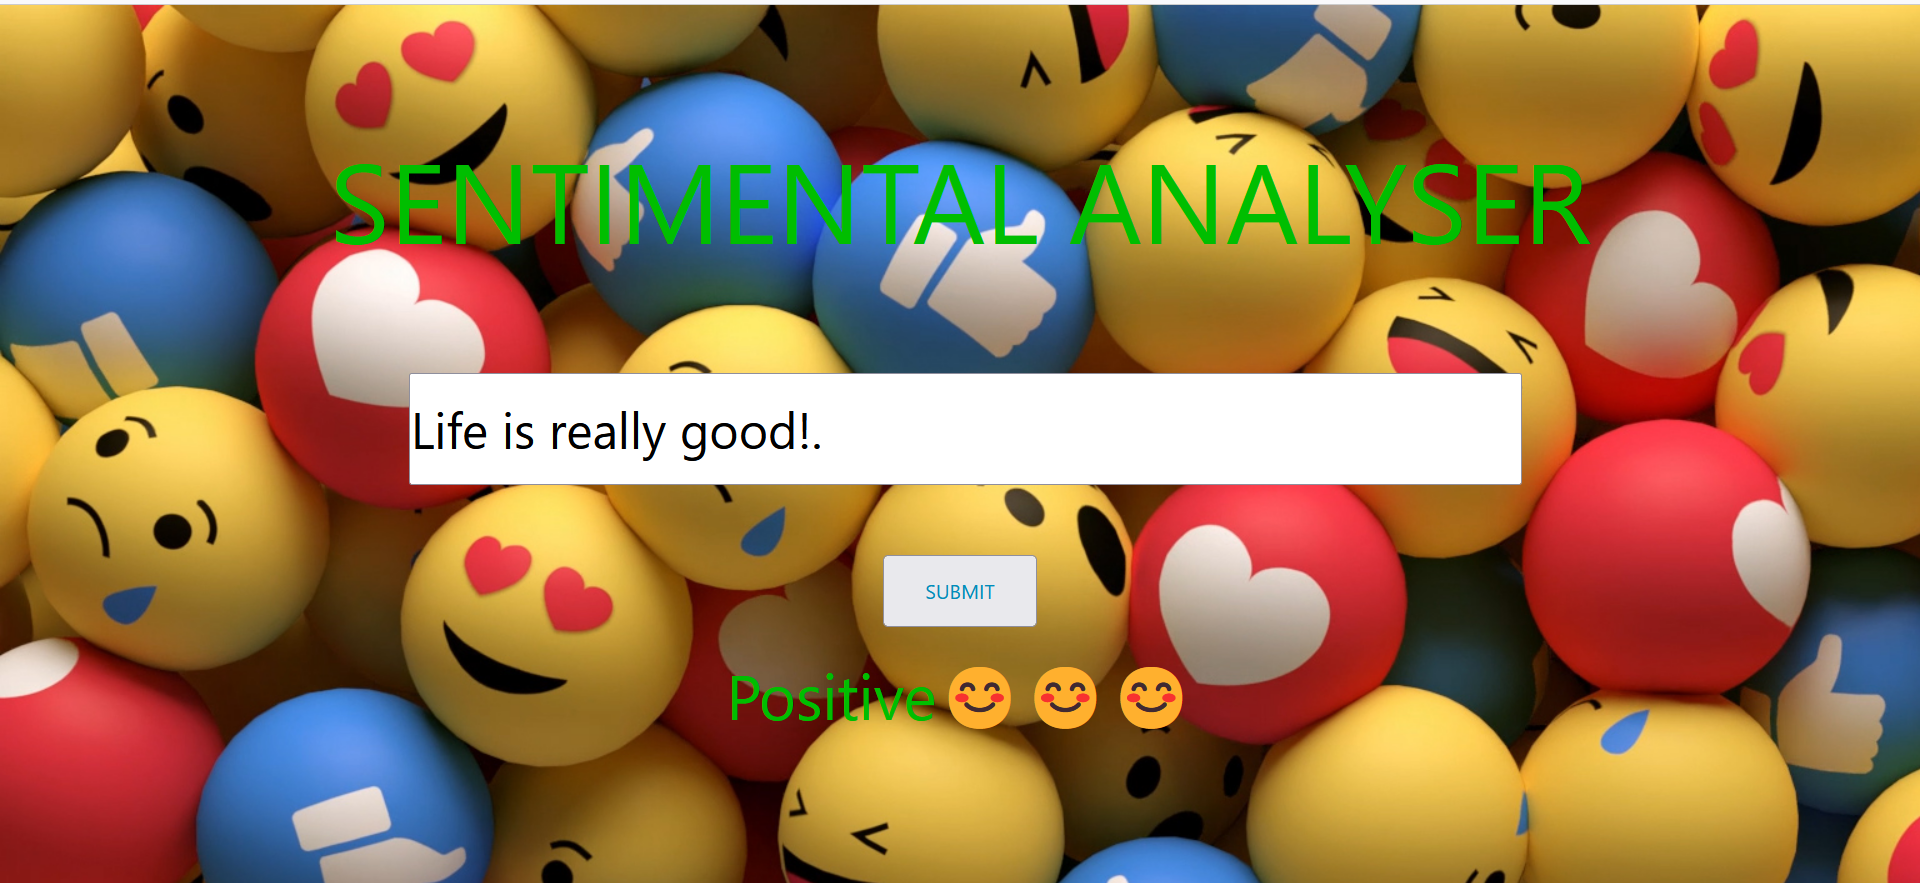 SENTIMENTAL ANALYSER
Life is really good!.
SUBMIT
Positive😊 😊 😊